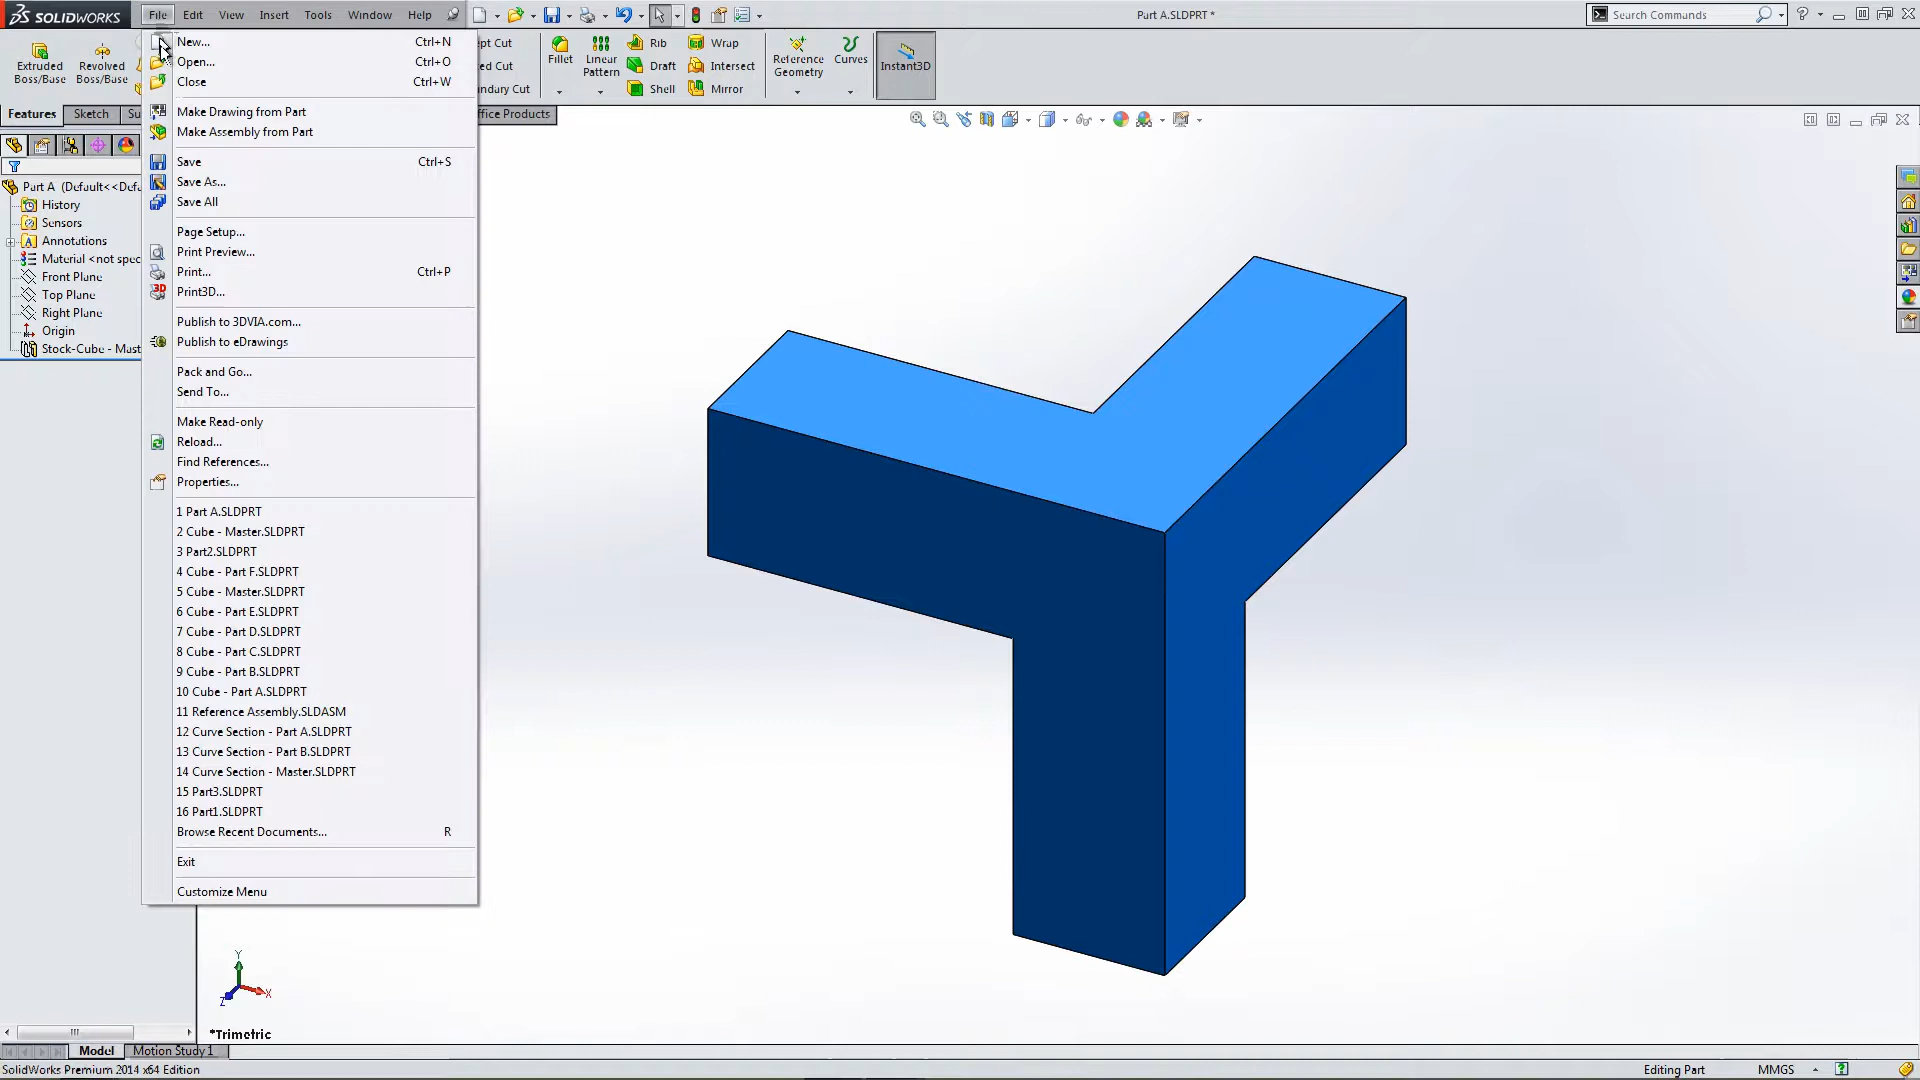 SOLIDWORKS
File Edit View Insert Tools Window Help
Part A.SLDPRT *
Search Commands
Extruded Boss/Base
Revolved Boss/Base
Fillet
Linear Pattern
Rib
Draft
Shell
Wrap
Intersect
Mirror
Reference Geometry
Curves
Instant3D
Features Sketch
ffice Products
New... Ctrl+N
Open... Ctrl+O
Close Ctrl+W
Make Drawing from Part
Make Assembly from Part
Save Ctrl+S
Save As...
Save All
Page Setup...
Print Preview...
Print... Ctrl+P
Print3D...
Publish to 3DVIA.com...
Publish to eDrawings
Pack and Go...
Send To...
Make Read-only
Reload...
Find References...
Properties...
1 Part A.SLDPRT
2 Cube - Master.SLDPRT
3 Part2.SLDPRT
4 Cube - Part F.SLDPRT
5 Cube - Master.SLDPRT
6 Cube - Part E.SLDPRT
7 Cube - Part D.SLDPRT
8 Cube - Part C.SLDPRT
9 Cube - Part B.SLDPRT
10 Cube - Part A.SLDPRT
11 Reference Assembly.SLDASM
12 Curve Section - Part A.SLDPRT
13 Curve Section - Part B.SLDPRT
14 Curve Section - Master.SLDPRT
15 Part3.SLDPRT
16 Part1.SLDPRT
Browse Recent Documents... R
Exit
Customize Menu
ept Cut
ed Cut
ndary Cut
Part A (Default<<Defa
History
Sensors
Annotations
Material <not spec
Front Plane
Top Plane
Right Plane
Origin
Stock-Cube - Mast
Y
X
Z
*Trimetric
Model Motion Study 1
SolidWorks Premium 2014 x64 Edition
Editing Part
MMGS